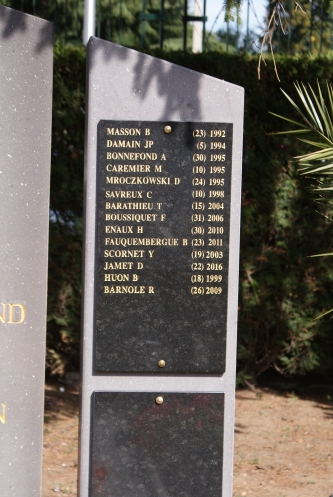 MASSON B (23) 1992
DAMAIN JP (5) 1994
BONNEFOND A (30) 1995
CAREMIER M (10) 1995
MROCZKOWSKI D (24) 1995
SAVREUX C (10) 1998
BARATHIEU T (15) 2004
BOUSSIQUET F (31) 2006
ENAUX H (30) 2010
FAUQUEMBERGUE B (23) 2011
SCORNET Y (19) 2003
JAMET D (22) 2016
HUON B (18) 1999
BARNOLE R (26) 2009
ND
N